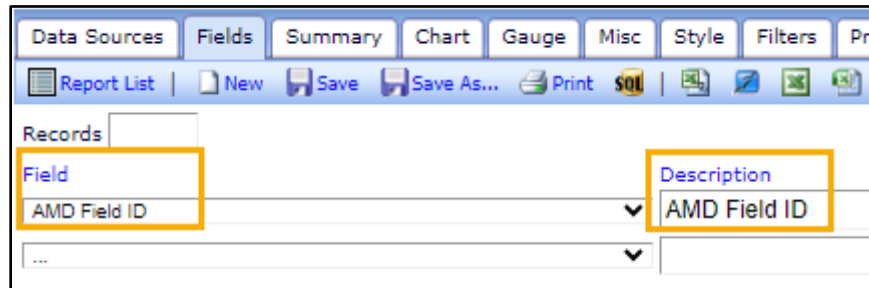 Data Sources Fields Summary Chart Gauge Misc Style Filters Pr
Report List | New Save Save As... Print SQL |
Records
Field Description
AMD Field ID AMD Field ID
...